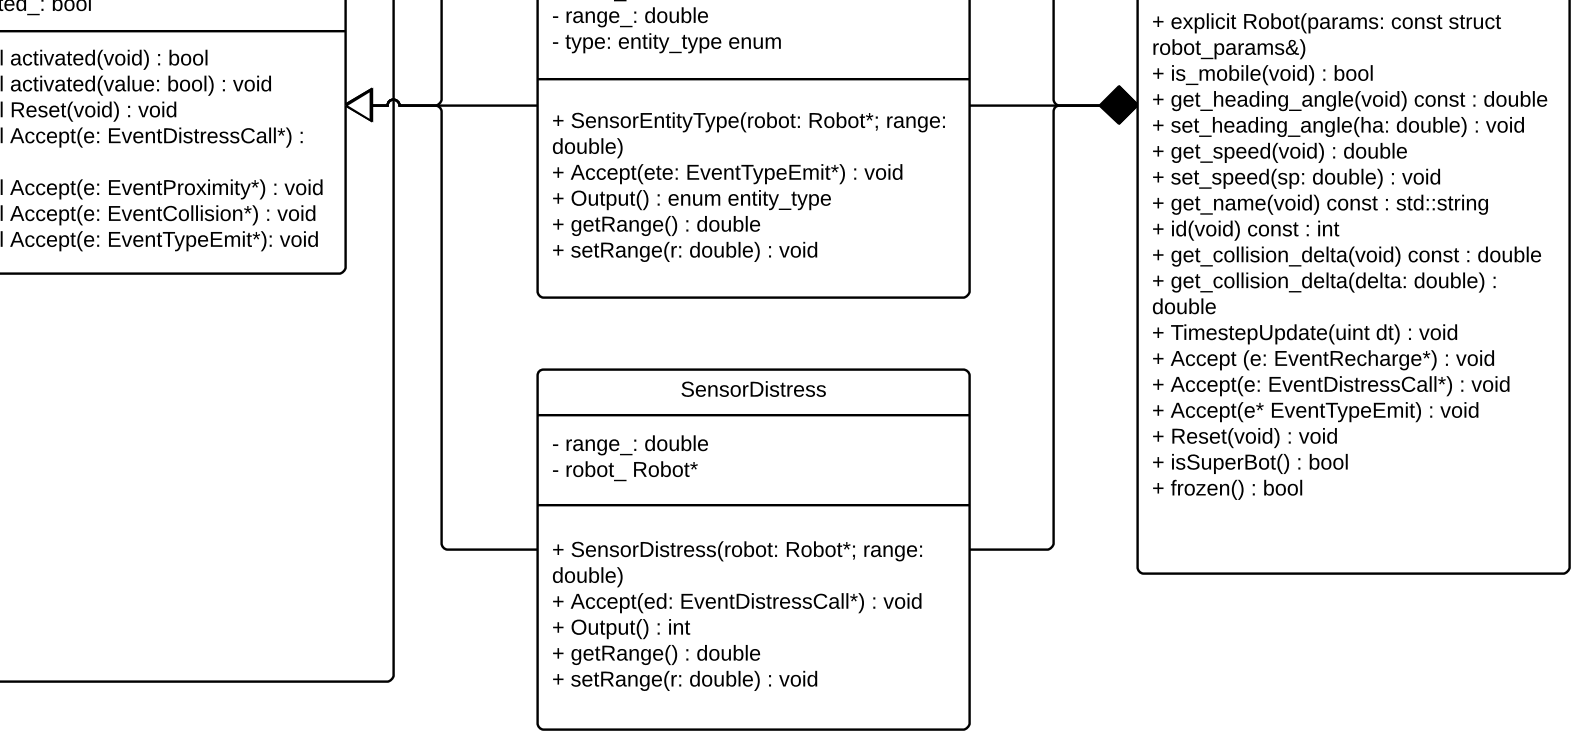 ted_: bool
l activated(void) : bool
l activated(value: bool) : void
l Reset(void) : void
l Accept(e: EventDistressCall*) :
l Accept(e: EventProximity*) : void
l Accept(e: EventCollision*) : void
l Accept(e: EventTypeEmit*): void
- range_: double
- type: entity_type enum
+ SensorEntityType(robot: Robot*; range:
double)
+ Accept(ete: EventTypeEmit*) : void
+ Output() : enum entity_type
+ getRange() : double
+ setRange(r: double) : void
SensorDistress
- range_: double
- robot_ Robot*
+ SensorDistress(robot: Robot*; range:
double)
+ Accept(ed: EventDistressCall*) : void
+ Output() : int
+ getRange() : double
+ setRange(r: double) : void
+ explicit Robot(params: const struct
robot_params&)
+ is_mobile(void) : bool
+ get_heading_angle(void) const : double
+ set_heading_angle(ha: double) : void
+ get_speed(void) : double
+ set_speed(sp: double) : void
+ get_name(void) const : std::string
+ id(void) const : int
+ get_collision_delta(void) const : double
+ get_collision_delta(delta: double) :
double
+ TimestepUpdate(uint dt) : void
+ Accept (e: EventRecharge*) : void
+ Accept(e: EventDistressCall*) : void
+ Accept(e* EventTypeEmit) : void
+ Reset(void) : void
+ isSuperBot() : bool
+ frozen() : bool